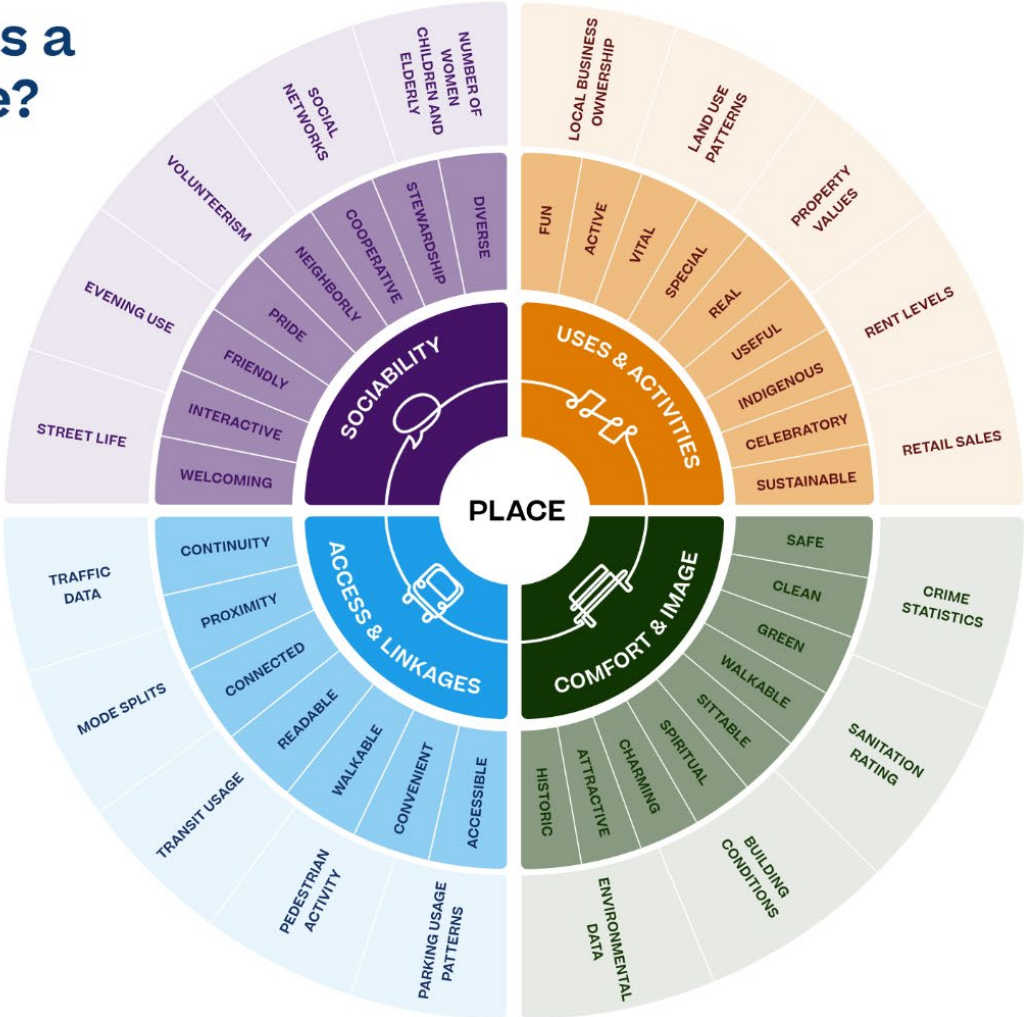 s a
e?
NUMBER OF
WOMEN
CHILDREN AND
ELDERLY
SOCIAL
NETWORKS
VOLUNTEERISM
EVENING USE
STREET LIFE
DIVERSE
STEWARDSHIP
COOPERATIVE
NEIGHBORLY
PRIDE
FRIENDLY
INTERACTIVE
WELCOMING
SOCIABILITY
LOCAL BUSINESS
OWNERSHIP
LAND USE
PATTERNS
PROPERTY
VALUES
RENT LEVELS
RETAIL SALES
FUN
ACTIVE
VITAL
SPECIAL
REAL
USEFUL
INDIGENOUS
CELEBRATORY
SUSTAINABLE
USES & ACTIVITIES
PLACE
ACCESS & LINKAGES
CONTINUITY
PROXIMITY
CONNECTED
READABLE
WALKABLE
CONVENIENT
ACCESSIBLE
TRAFFIC
DATA
MODE SPLITS
TRANSIT USAGE
PEDESTRIAN
ACTIVITY
PARKING USAGE
PATTERNS
COMFORT & IMAGE
SAFE
CLEAN
GREEN
WALKABLE
SITTABLE
SPIRITUAL
CHARMING
ATTRACTIVE
HISTORIC
CRIME
STATISTICS
SANITATION
RATING
BUILDING
CONDITIONS
ENVIRONMENTAL
DATA